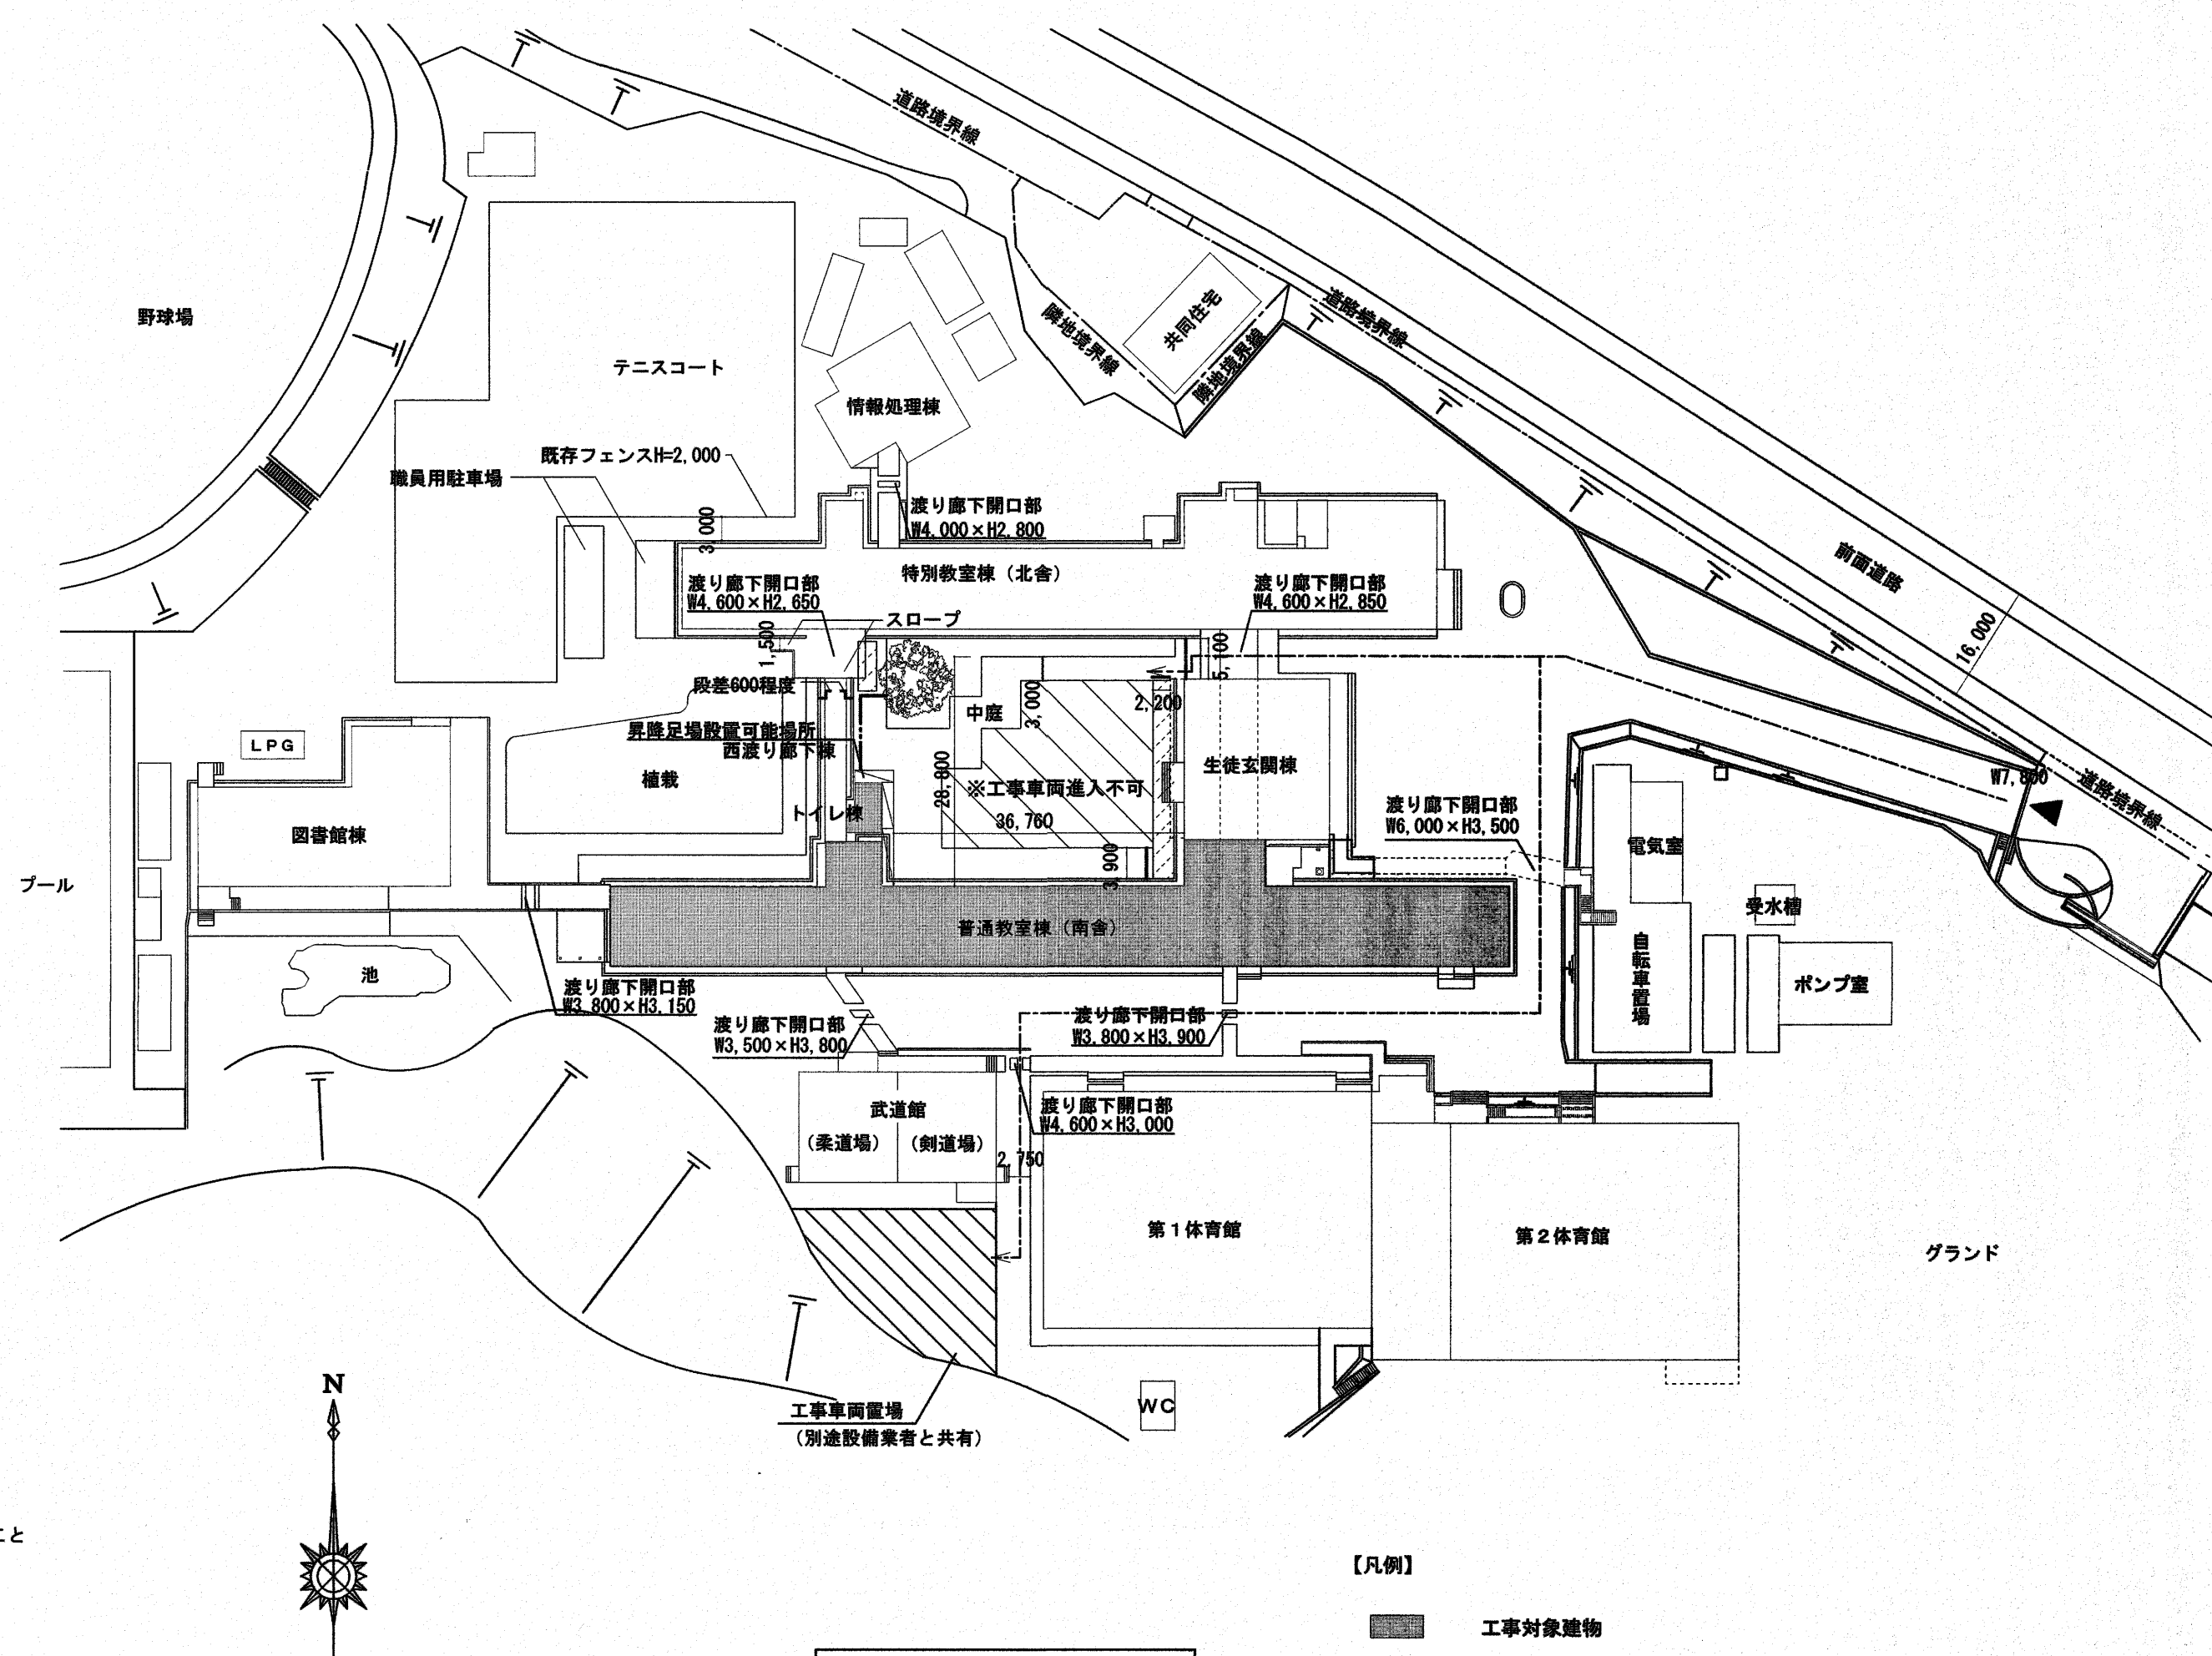 道路境界線
野球場
共同住宅
道路境界線
隣地境界線
隣地境界線
テニスコート
情報処理棟
既存フェンスH=2,000
職員用駐車場
渡り廊下開口部
W4,000×H2,800
3,000
前面道路
16,000
特別教室棟（北舎）
渡り廊下開口部
W4,600×H2,650
渡り廊下開口部
W4,600×H2,850
スロープ
1,500
5,100
段差600程度
2,200
中庭
3,000
昇降足場設置可能場所
西渡り廊下棟
LPG
植栽
生徒玄関棟
W7,800
道路境界線
28,800
※工事車両進入不可
36,760
トイレ棟
渡り廊下開口部
W6,000×H3,500
図書館棟
電気室
3,900
プール
受水槽
普通教室棟（南舎）
自転車置場
池
ポンプ室
渡り廊下開口部
W3,800×H3,150
渡り廊下開口部
W3,500×H3,800
渡り廊下開口部
W3,800×H3,900
武道館
（柔道場）
（剣道場）
渡り廊下開口部
W4,600×H3,000
2,750
第１体育館
第２体育館
グランド
N
WC
工事車両置場
（別途設備業者と共有）
こと
【凡例】
工事対象建物